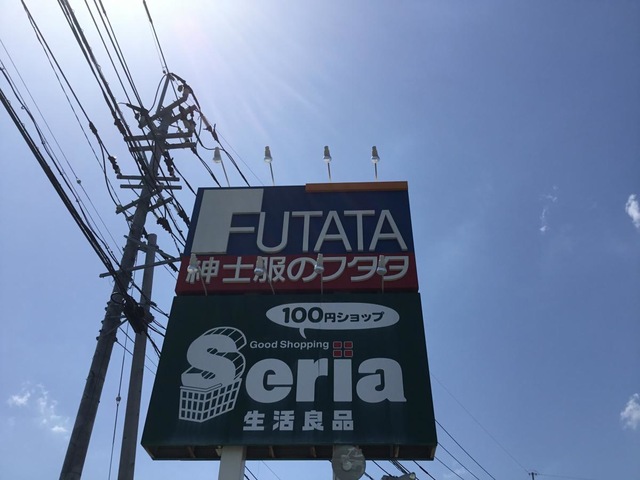 FUTATA
紳士服のフタタ
100円ショップ
Good Shopping
Seria
生活良品